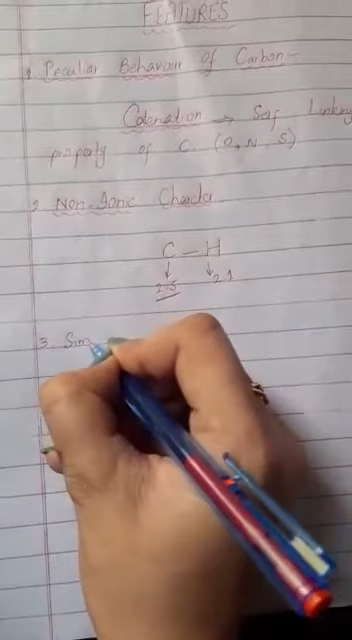 FEATURES
1. Peculiar Behaviour of Carbon -
Catenation → Self Linking
property of C. (O, N, S)
2. Non-Ionic Character
C - H
↓ ↓
2.5 2.1
3. Sim